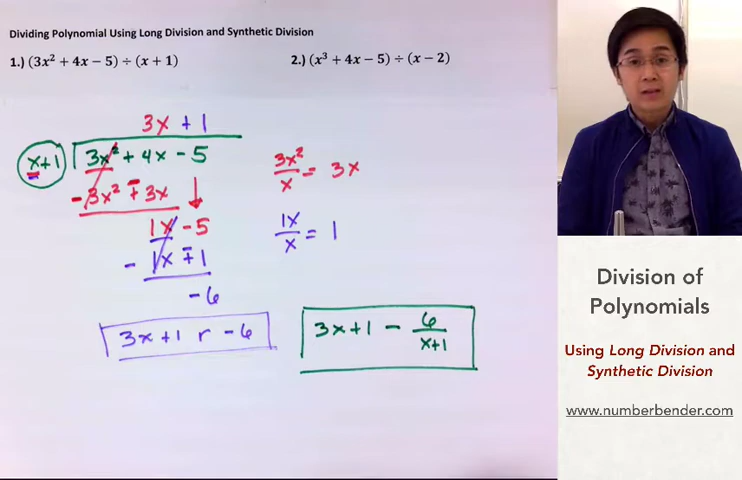 Dividing Polynomial Using Long Division and Synthetic Division
1.) (3x² + 4x − 5) ÷ (x + 1)
2.) (x³ + 4x − 5) ÷ (x − 2)
3x + 1
x+1 3x² + 4x − 5
− 3x² ∓ 3x ↓
3x²/x = 3x
1x − 5
1x/x = 1
− 1x ∓ 1
− 6
3x + 1 r − 6
3x+1 − 6/(x+1)
Division of
Polynomials
Using Long Division and
Synthetic Division
www.numberbender.com